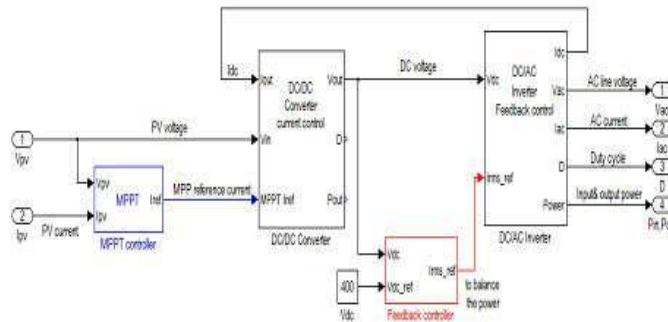 Idc
Vout
DC/DC
Converter
current control
Vout
Vin
D
MPPT Iref
Pout
DC/DC Converter
DC voltage
Vdc
DC/AC
Inverter
Feedback control
Idc
Vac
Iac
D
Irms_ref
Power
DC/AC Inverter
AC line voltage
1
Vac
AC current
2
Iac
Duty cycle
3
D
Input& output power
4
1
Vpv
PV voltage
2
Ipv
PV current
Vpv
MPPT
Iref
Ipv
MPPT controller
MPP reference current
400
Vdc
Vdc
Irms_ref
Vdc_ref
Feedback controller
to balance
the power